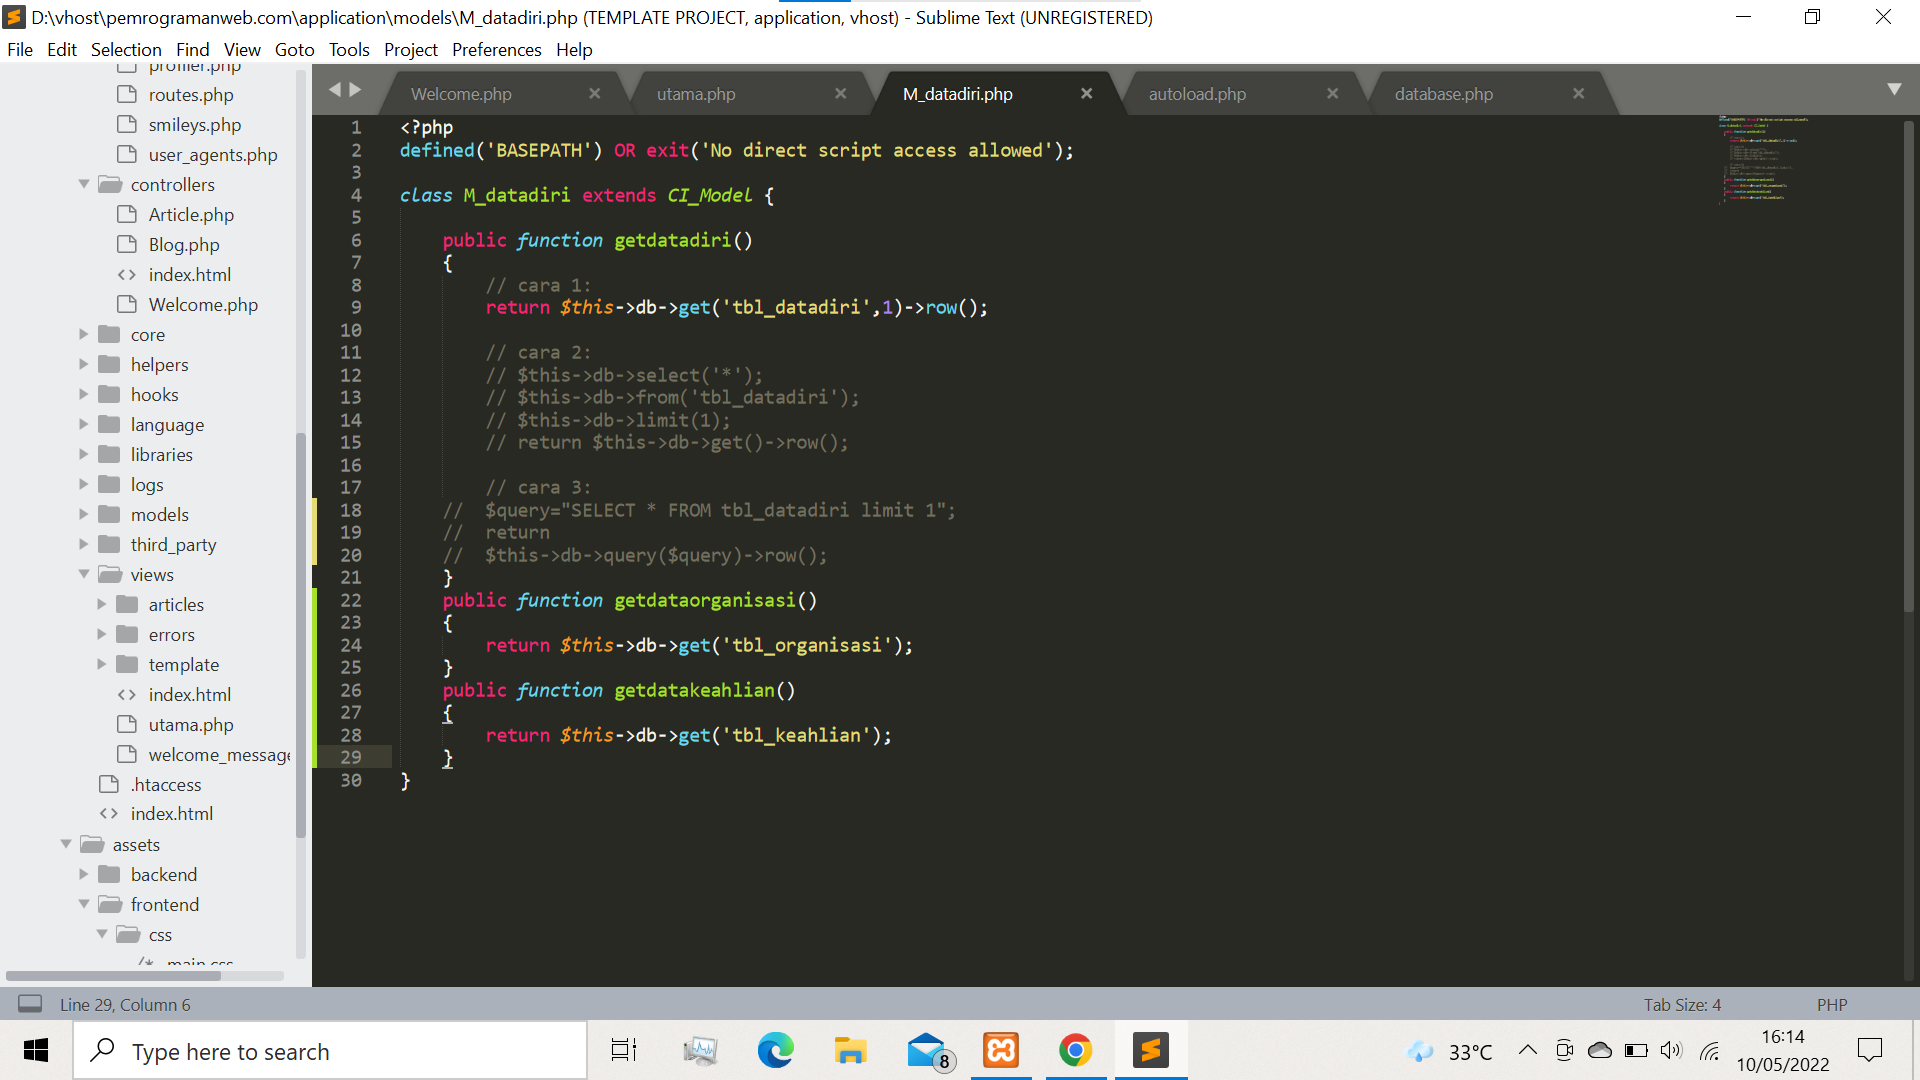 D:\vhost\pemrogramanweb.com\application\models\M_datadiri.php (TEMPLATE PROJECT, application, vhost) - Sublime Text (UNREGISTERED)
File Edit Selection Find View Goto Tools Project Preferences Help
profiler.php
routes.php
smileys.php
user_agents.php
controllers
Article.php
Blog.php
index.html
Welcome.php
core
helpers
hooks
language
libraries
logs
models
third_party
views
articles
errors
template
index.html
utama.php
welcome_message
.htaccess
index.html
assets
backend
frontend
css
main.css
Welcome.php utama.php M_datadiri.php autoload.php database.php
1 <?php
2 defined('BASEPATH') OR exit('No direct script access allowed');
3
4 class M_datadiri extends CI_Model {
5
6 public function getdatadiri()
7 {
8 // cara 1:
9 return $this->db->get('tbl_datadiri',1)->row();
10
11 // cara 2:
12 // $this->db->select('*');
13 // $this->db->from('tbl_datadiri');
14 // $this->db->limit(1);
15 // return $this->db->get()->row();
16
17 // cara 3:
18 // $query="SELECT * FROM tbl_datadiri limit 1";
19 // return
20 // $this->db->query($query)->row();
21 }
22 public function getdataorganisasi()
23 {
24 return $this->db->get('tbl_organisasi');
25 }
26 public function getdatakeahlian()
27 {
28 return $this->db->get('tbl_keahlian');
29 }
30 }
Line 29, Column 6 Tab Size: 4 PHP
Type here to search
8
33°C
16:14
10/05/2022